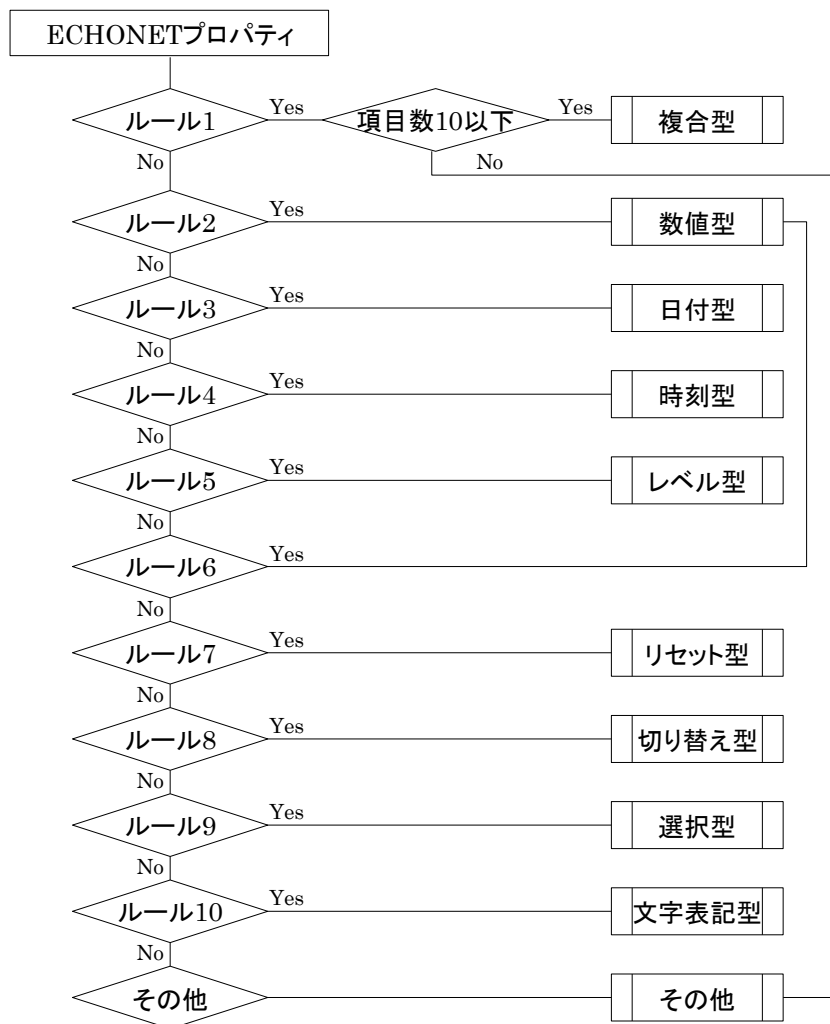 ECHONETプロパティ
ルール1
Yes
項目数10以下
Yes
複合型
No
No
ルール2
Yes
数値型
No
ルール3
Yes
日付型
No
ルール4
Yes
時刻型
No
ルール5
Yes
レベル型
No
ルール6
Yes
No
ルール7
Yes
リセット型
No
ルール8
Yes
切り替え型
No
ルール9
Yes
選択型
No
ルール10
Yes
文字表記型
No
その他
その他